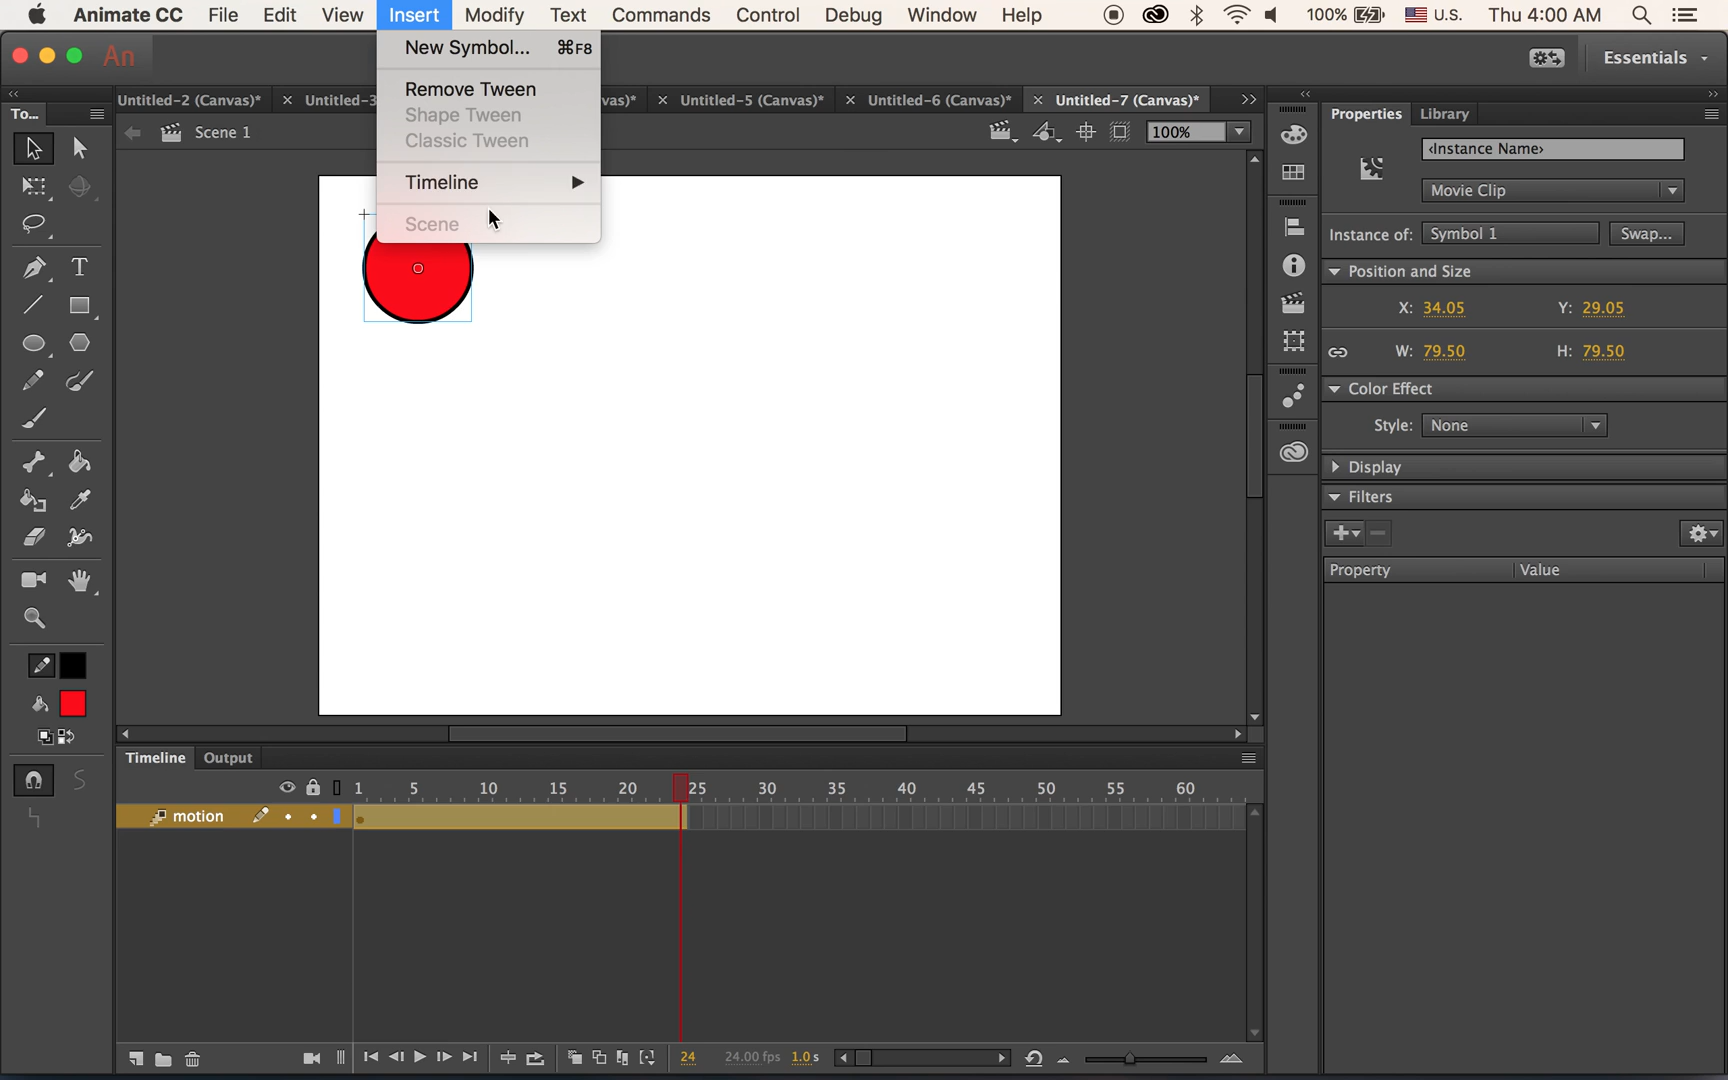 Animate CC File Edit View Insert Modify Text Commands Control Debug Window Help 100% U.S. Thu 4:00 AM
An Essentials
New Symbol... ⌘F8
Remove Tween
Shape Tween
Classic Tween
Timeline
Scene
To... Untitled-2 (Canvas)* × Untitled-3 vas)* × Untitled-5 (Canvas)* × Untitled-6 (Canvas)* × Untitled-7 (Canvas)* Properties Library
Scene 1 100% <Instance Name>
Movie Clip
Instance of: Symbol 1 Swap...
Position and Size
X: 34.05 Y: 29.05
W: 79.50 H: 79.50
Color Effect
Style: None
Display
Filters
Property Value
Timeline Output
1 5 10 15 20 25 30 35 40 45 50 55 60
motion
24 24.00 fps 1.0 s